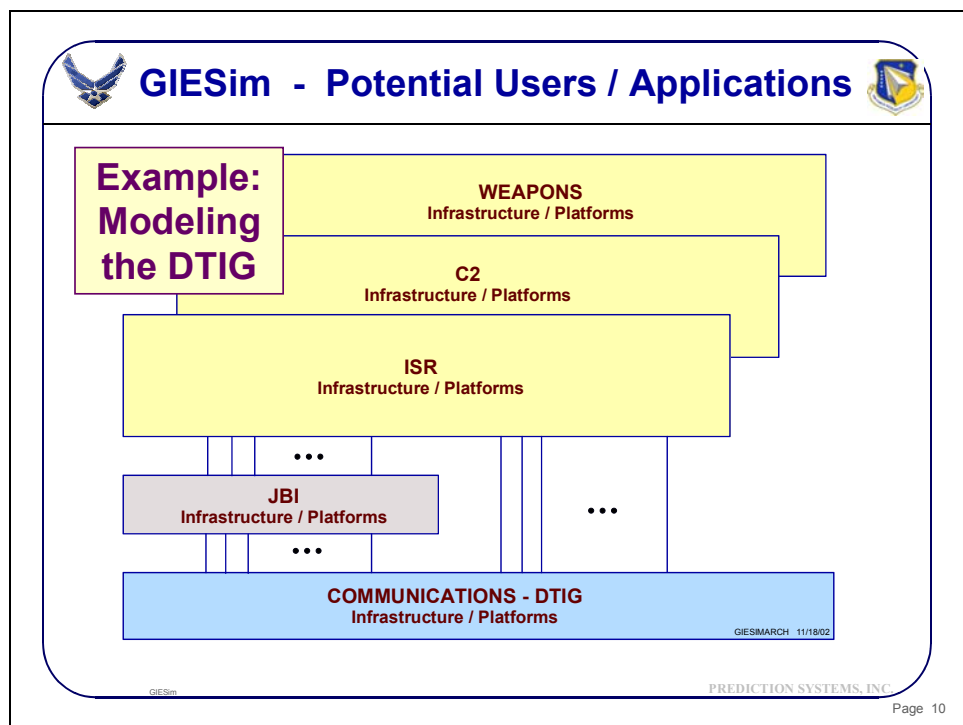 GIESim - Potential Users / Applications
Example:
Modeling
the DTIG
WEAPONS
Infrastructure / Platforms
C2
Infrastructure / Platforms
ISR
Infrastructure / Platforms
...
JBI
Infrastructure / Platforms
...
...
COMMUNICATIONS - DTIG
Infrastructure / Platforms
GIESIMARCH 11/18/02
GIESim
PREDICTION SYSTEMS, INC.
Page 10